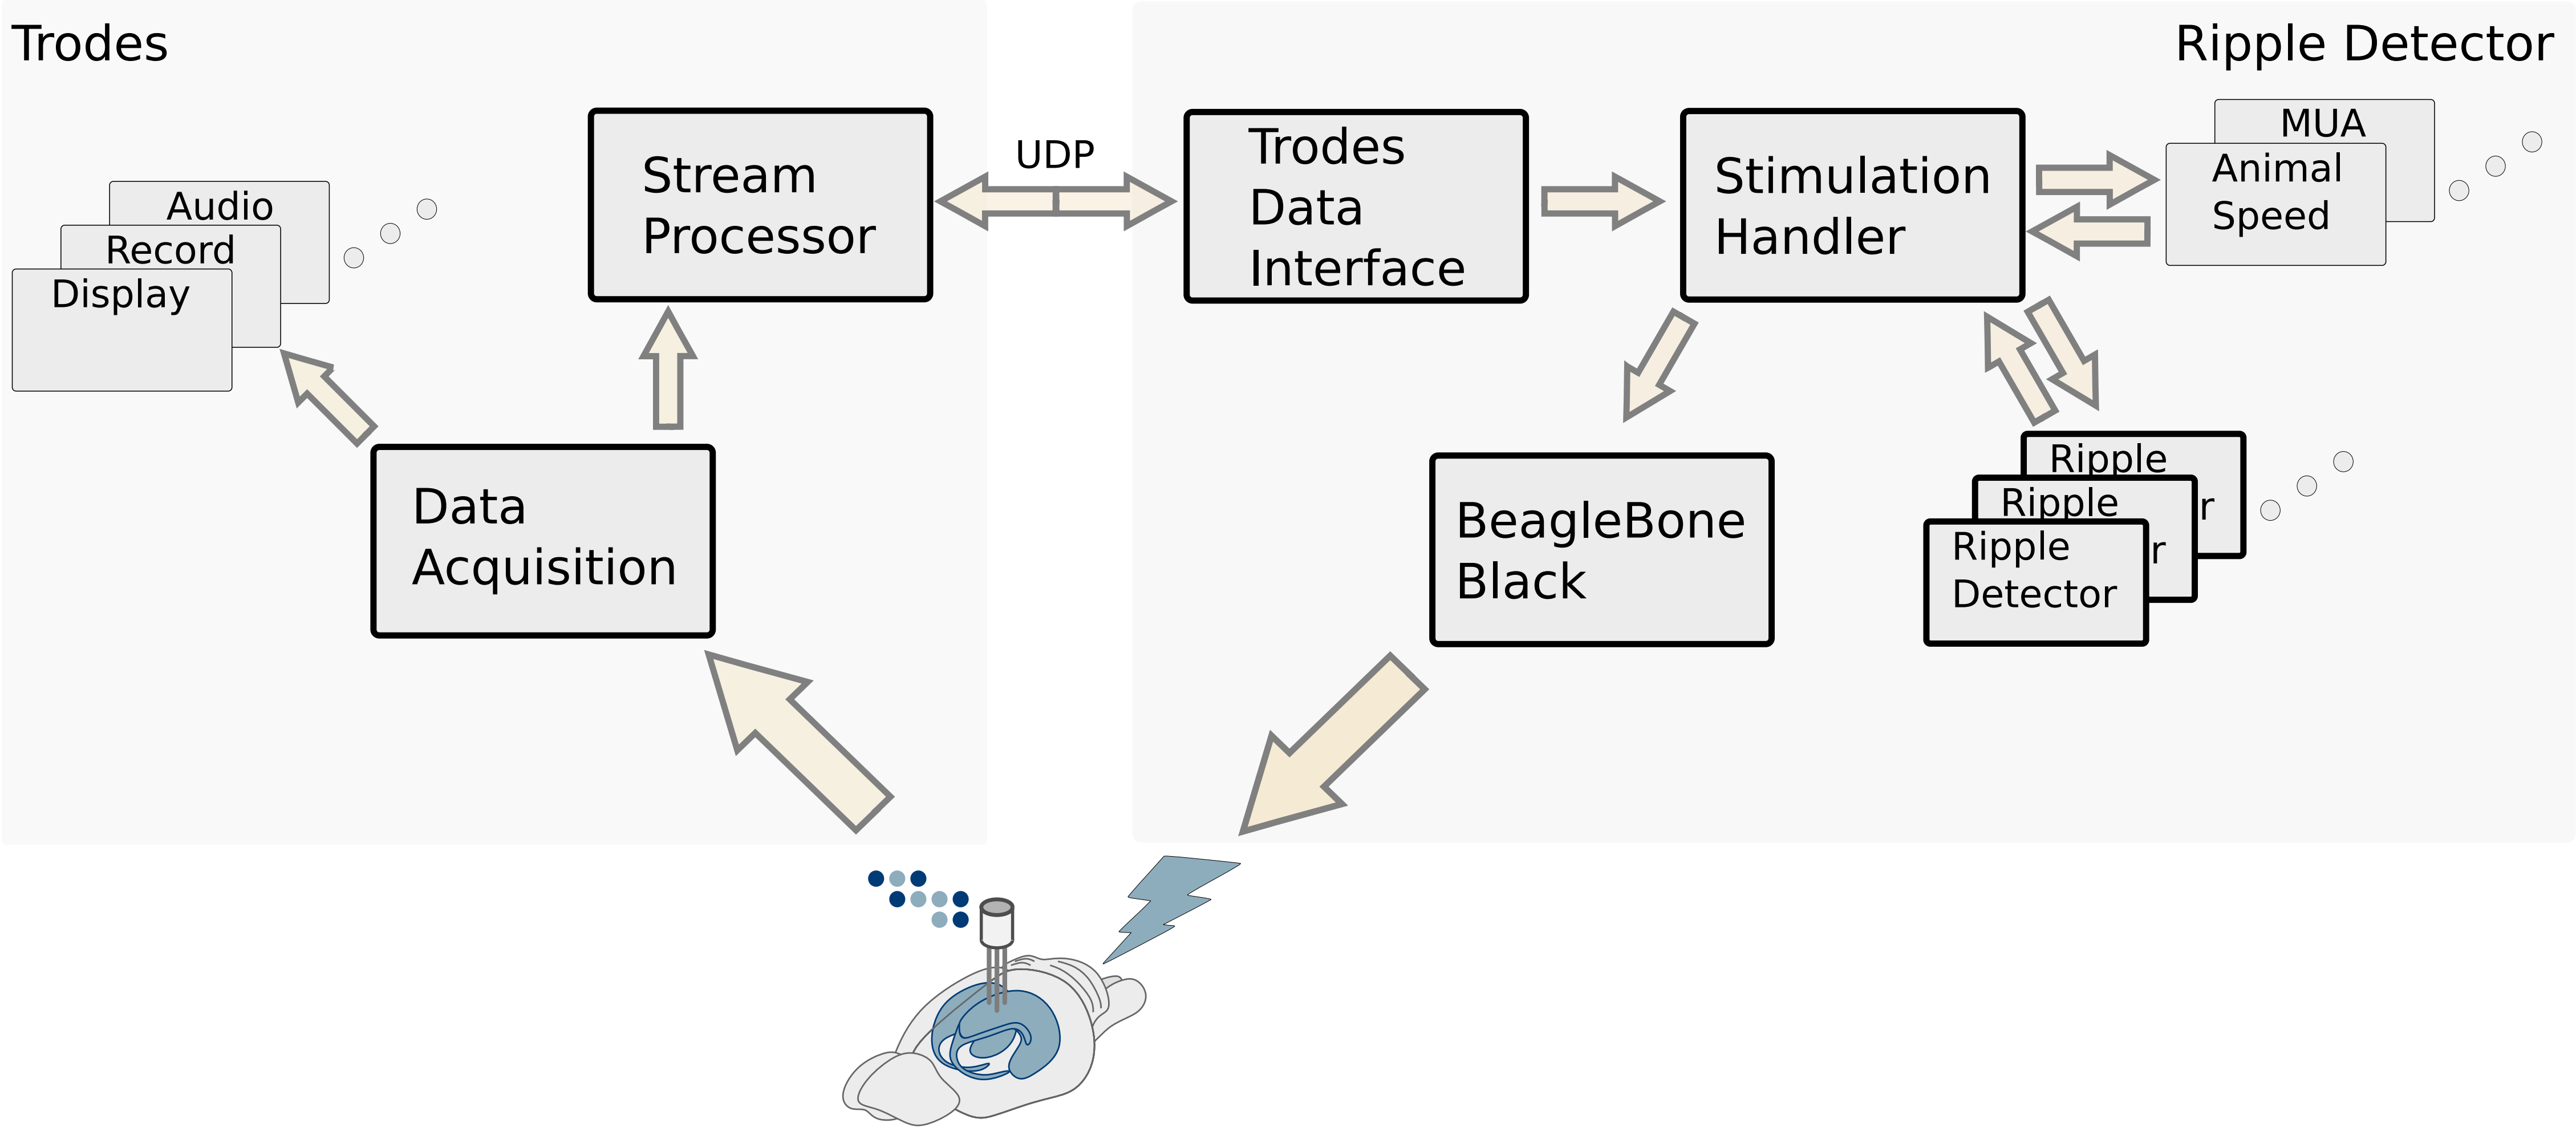 Trodes
Ripple Detector
Audio
Record
Display
Stream
Processor
UDP
Trodes
Data
Interface
Stimulation
Handler
MUA
Animal
Speed
Data
Acquisition
BeagleBone
Black
Ripple
r
Ripple
r
Ripple
Detector